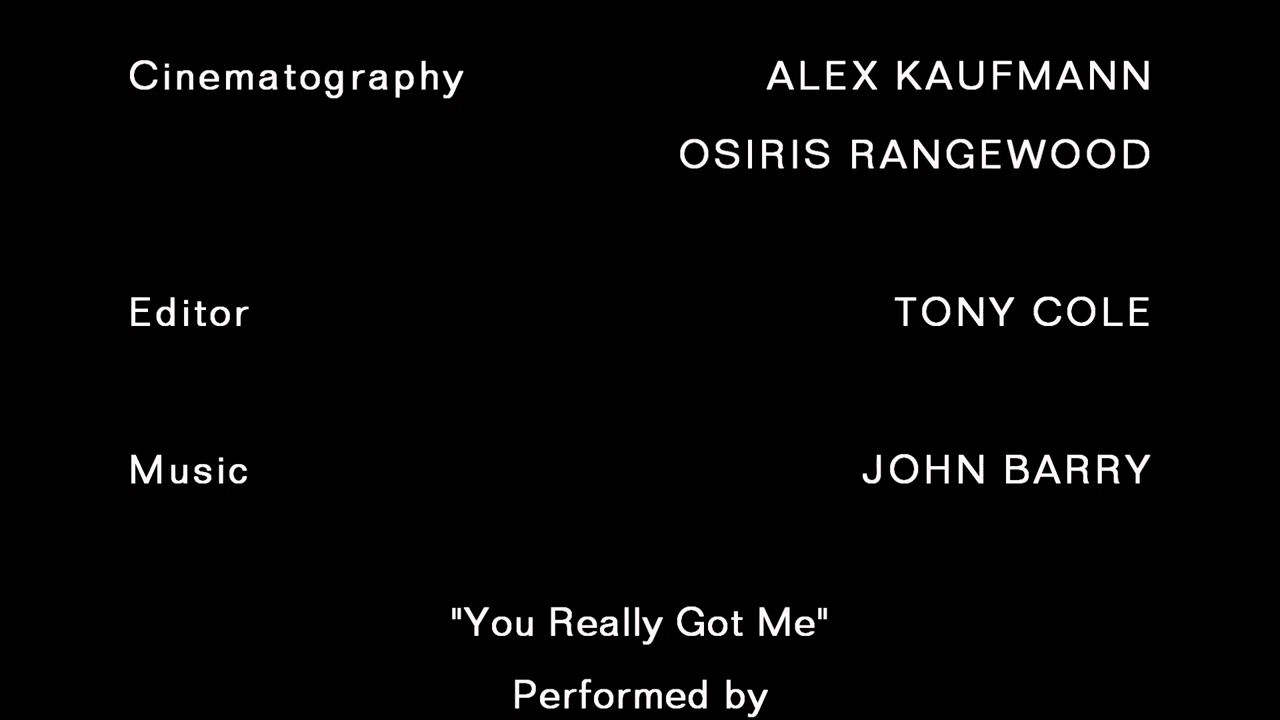 Cinematography ALEX KAUFMANN
OSIRIS RANGEWOOD
Editor TONY COLE
Music JOHN BARRY
"You Really Got Me"
Performed by